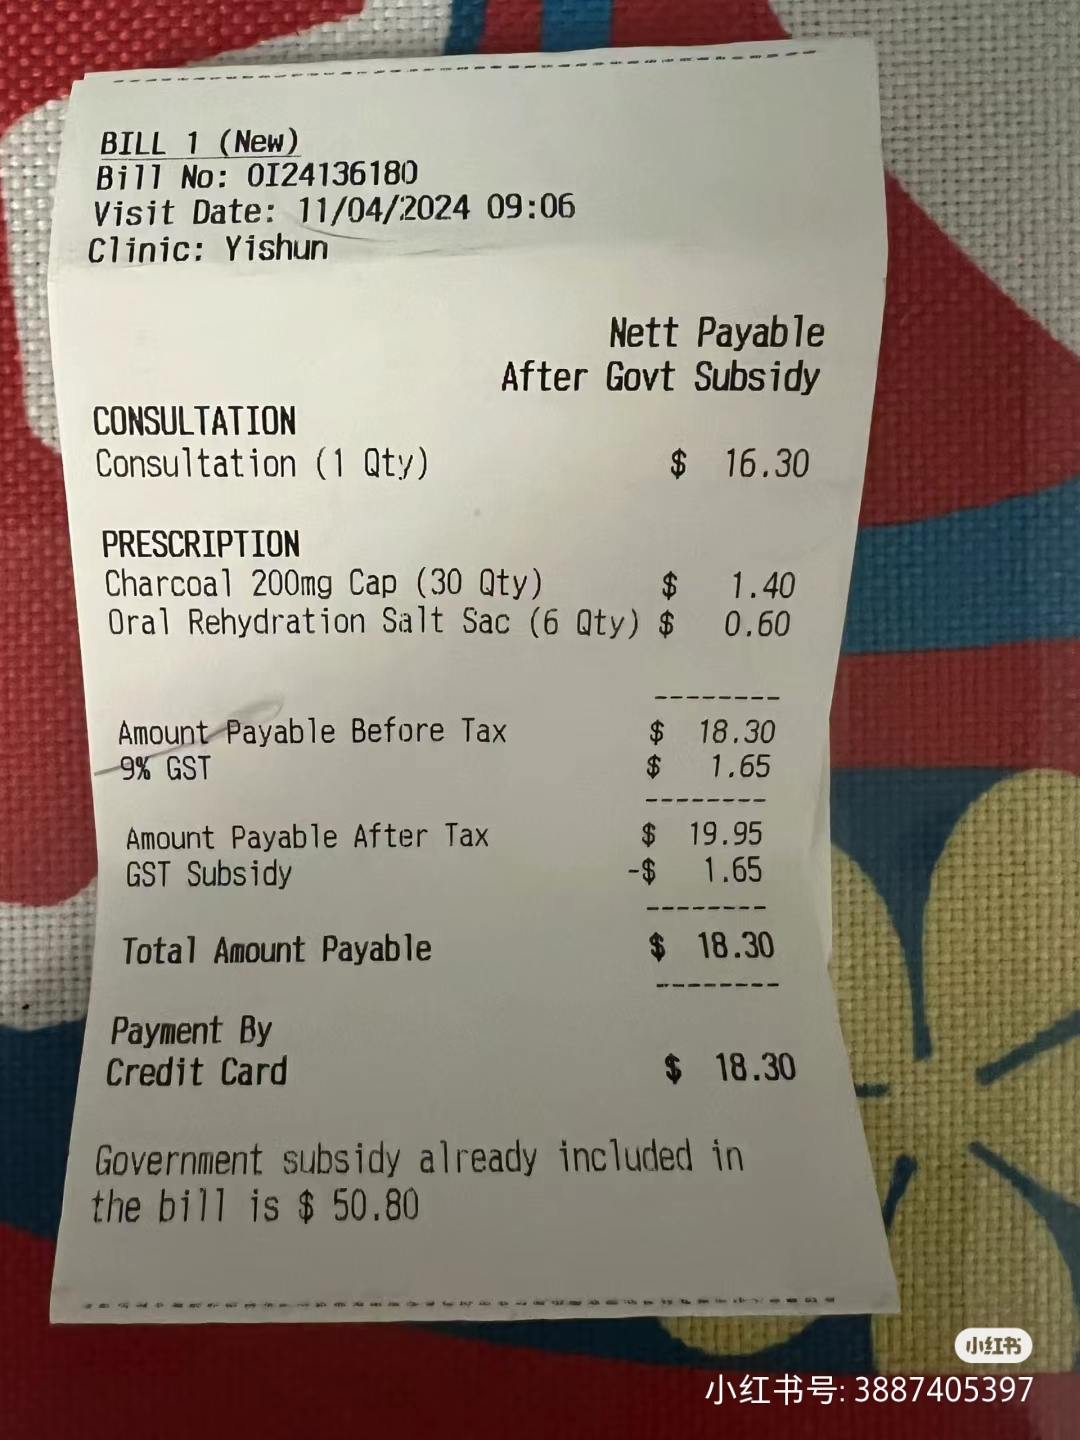 BILL 1 (New)
Bill No: OI24136180
Visit Date: 11/04/2024 09:06
Clinic: Yishun
Nett Payable
After Govt Subsidy
CONSULTATION
Consultation (1 Qty) $ 16.30
PRESCRIPTION
Charcoal 200mg Cap (30 Qty) $ 1.40
Oral Rehydration Salt Sac (6 Qty) $ 0.60
--------
Amount Payable Before Tax $ 18.30
9% GST $ 1.65
--------
Amount Payable After Tax $ 19.95
GST Subsidy -$ 1.65
--------
Total Amount Payable $ 18.30
--------
Payment By
Credit Card $ 18.30
Government subsidy already included in
the bill is $ 50.80
小红书
小红书号: 3887405397